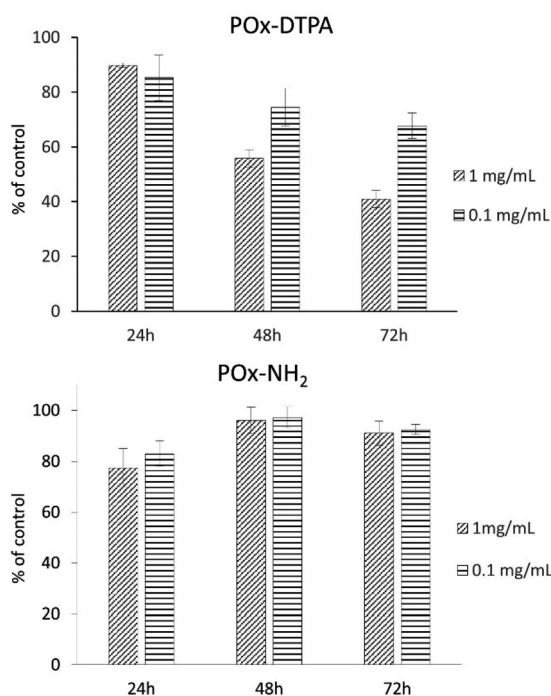 POx-DTPA
100
80
60
40
20
0
% of control
24h
48h
72h
1 mg/mL
0.1 mg/mL
POx-NH₂
100
80
60
40
20
0
% of control
24h
48h
72h
1mg/mL
0.1 mg/mL